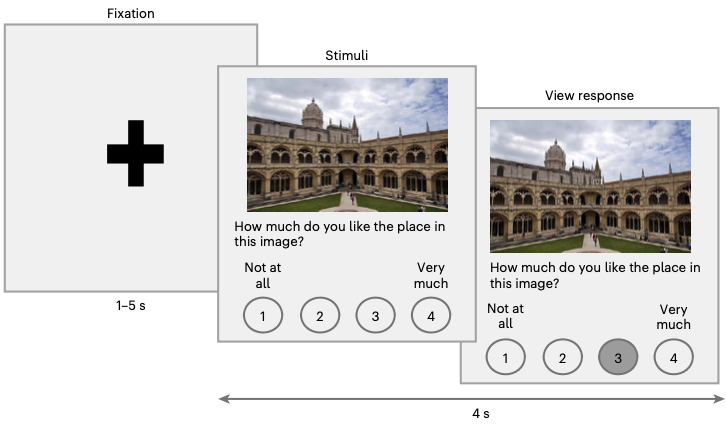 Fixation
1–5 s
Stimuli
How much do you like the place in
this image?
Not at
all
Very
much
1 2 3 4
View response
How much do you like the place in
this image?
Not at
all
Very
much
1 2 3 4
4 s